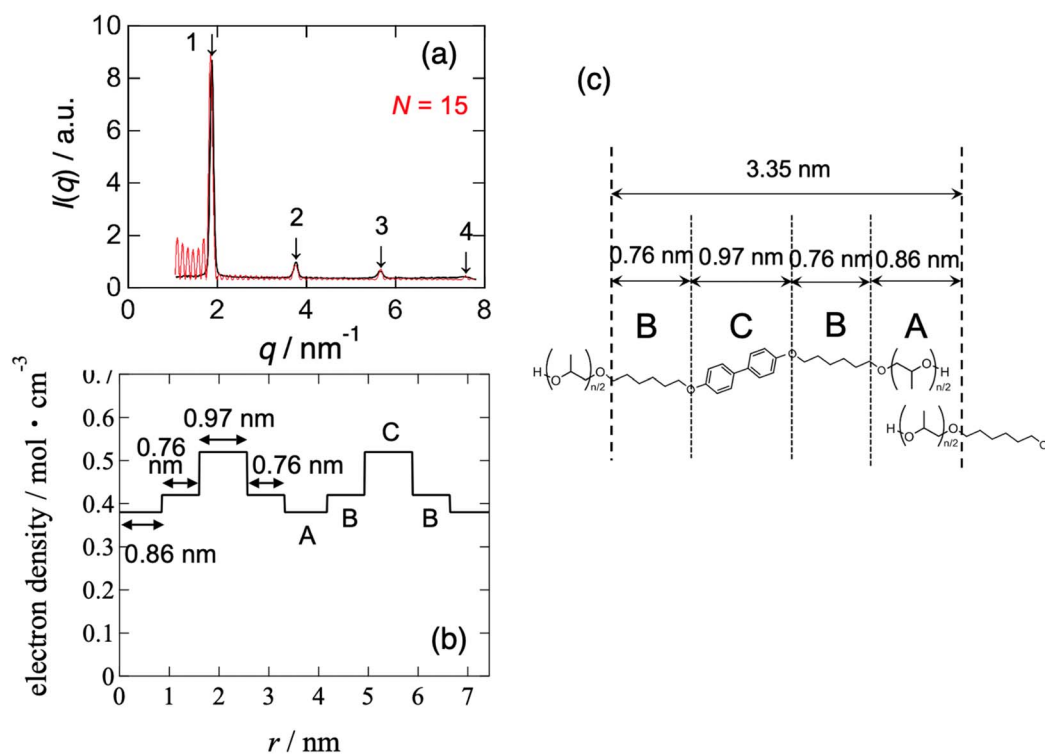 10
8
6
4
2
0
0
2
4
6
8
1
2
3
4
(a)
N = 15
I(q) / a.u.
q / nm⁻¹
0.7
0.6
0.5
0.4
0.3
0.2
0.1
0
0
1
2
3
4
5
6
7
0.97 nm
0.76
nm
0.76 nm
0.86 nm
C
A
B
B
(b)
electron density / mol・cm⁻³
r / nm
(c)
3.35 nm
0.76 nm
0.97 nm
0.76 nm
0.86 nm
B
C
B
A
H
O
n/2
O
O
O
O
O
n/2
H
H
O
n/2
O
O